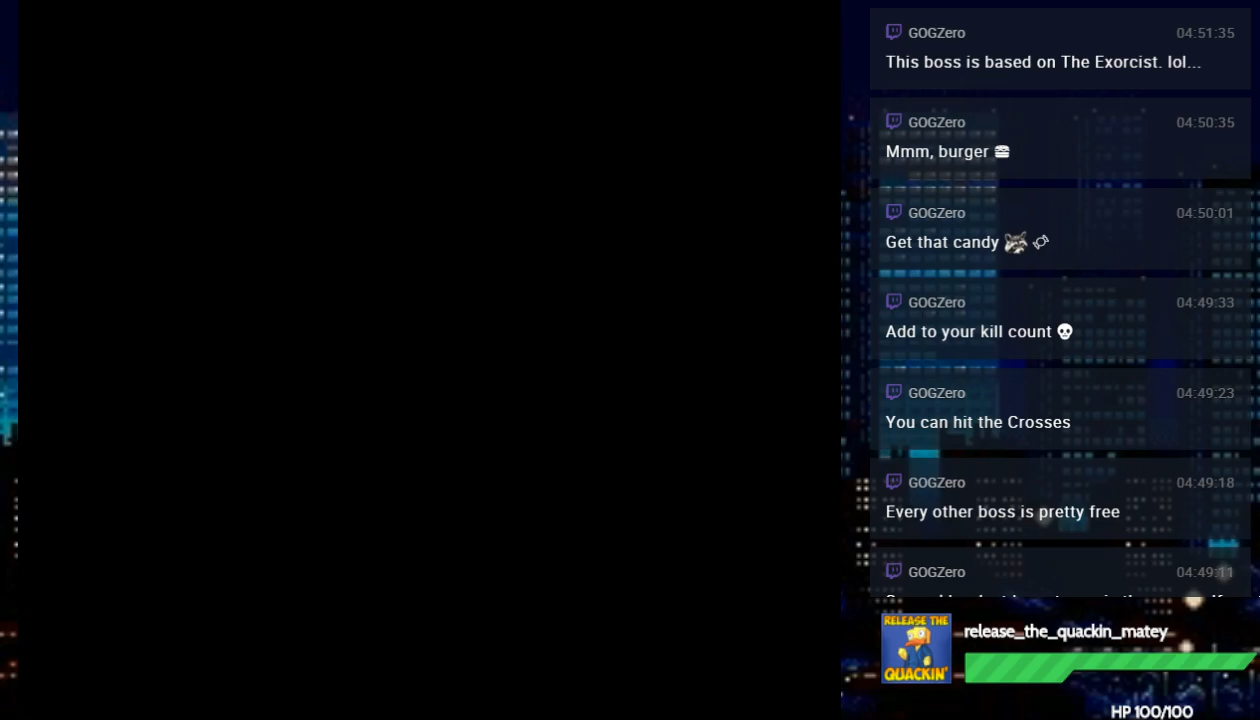 GOGZero 04:51:35
This boss is based on The Exorcist. lol...
GOGZero 04:50:35
Mmm, burger 🍔
GOGZero 04:50:01
Get that candy 🦝 🍬
GOGZero 04:49:33
Add to your kill count 💀
GOGZero 04:49:23
You can hit the Crosses
GOGZero 04:49:18
Every other boss is pretty free
GOGZero 04:49:11
RELEASE THE
QUACKIN'
release_the_quackin_matey
HP 100/100